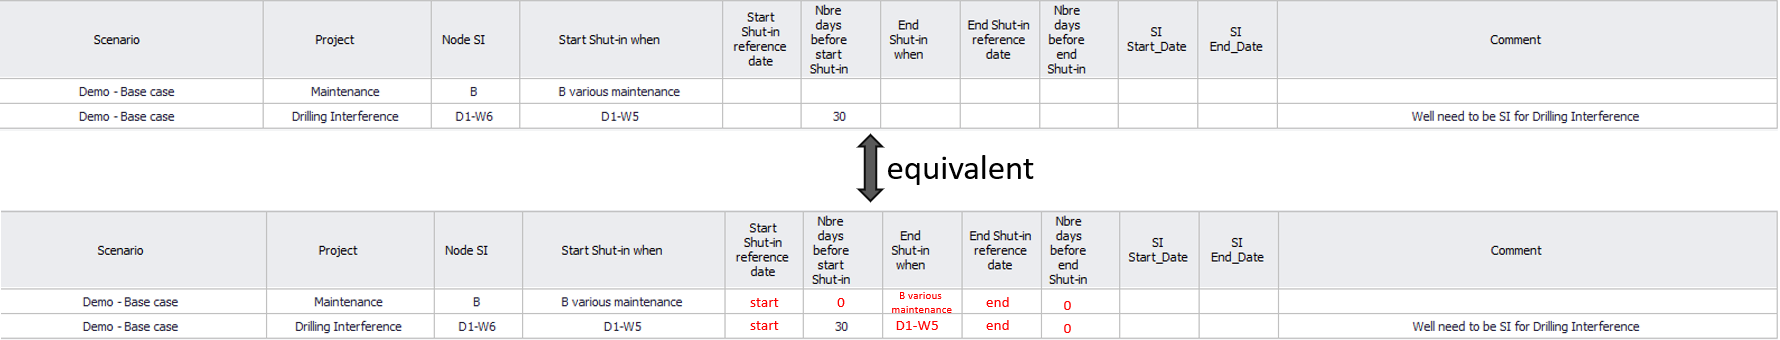 Scenario Project Node SI Start Shut-in when Start Shut-in reference date Nbre days before start Shut-in End Shut-in when End Shut-in reference date Nbre days before end Shut-in SI Start_Date SI End_Date Comment
Demo - Base case Maintenance B B various maintenance
Demo - Base case Drilling Interference D1-W6 D1-W5 30 Well need to be SI for Drilling Interference
equivalent
Scenario Project Node SI Start Shut-in when Start Shut-in reference date Nbre days before start Shut-in End Shut-in when End Shut-in reference date Nbre days before end Shut-in SI Start_Date SI End_Date Comment
Demo - Base case Maintenance B B various maintenance start 0 B various maintenance end 0
Demo - Base case Drilling Interference D1-W6 D1-W5 start 30 D1-W5 end 0 Well need to be SI for Drilling Interference